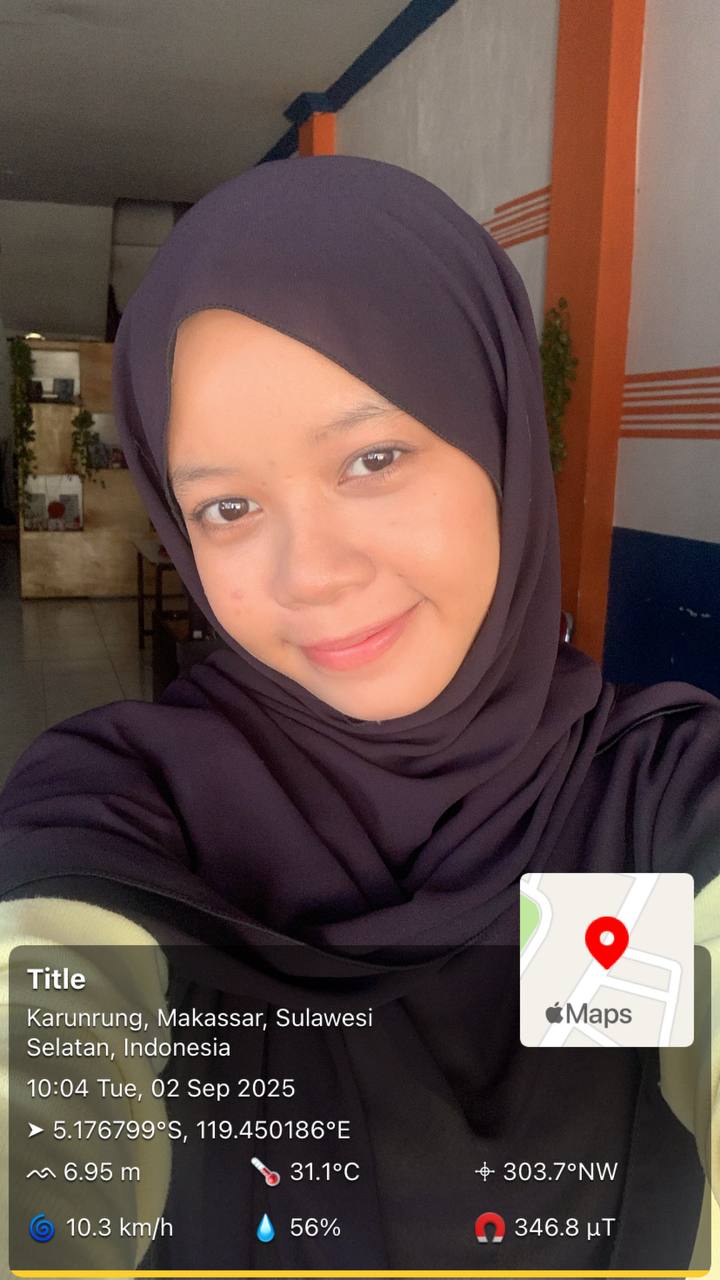 Title
Karunrung, Makassar, Sulawesi
Selatan, Indonesia
10:04 Tue, 02 Sep 2025
5.176799°S, 119.450186°E
6.95 m 31.1°C 303.7°NW
10.3 km/h 56% 346.8 µT
Maps